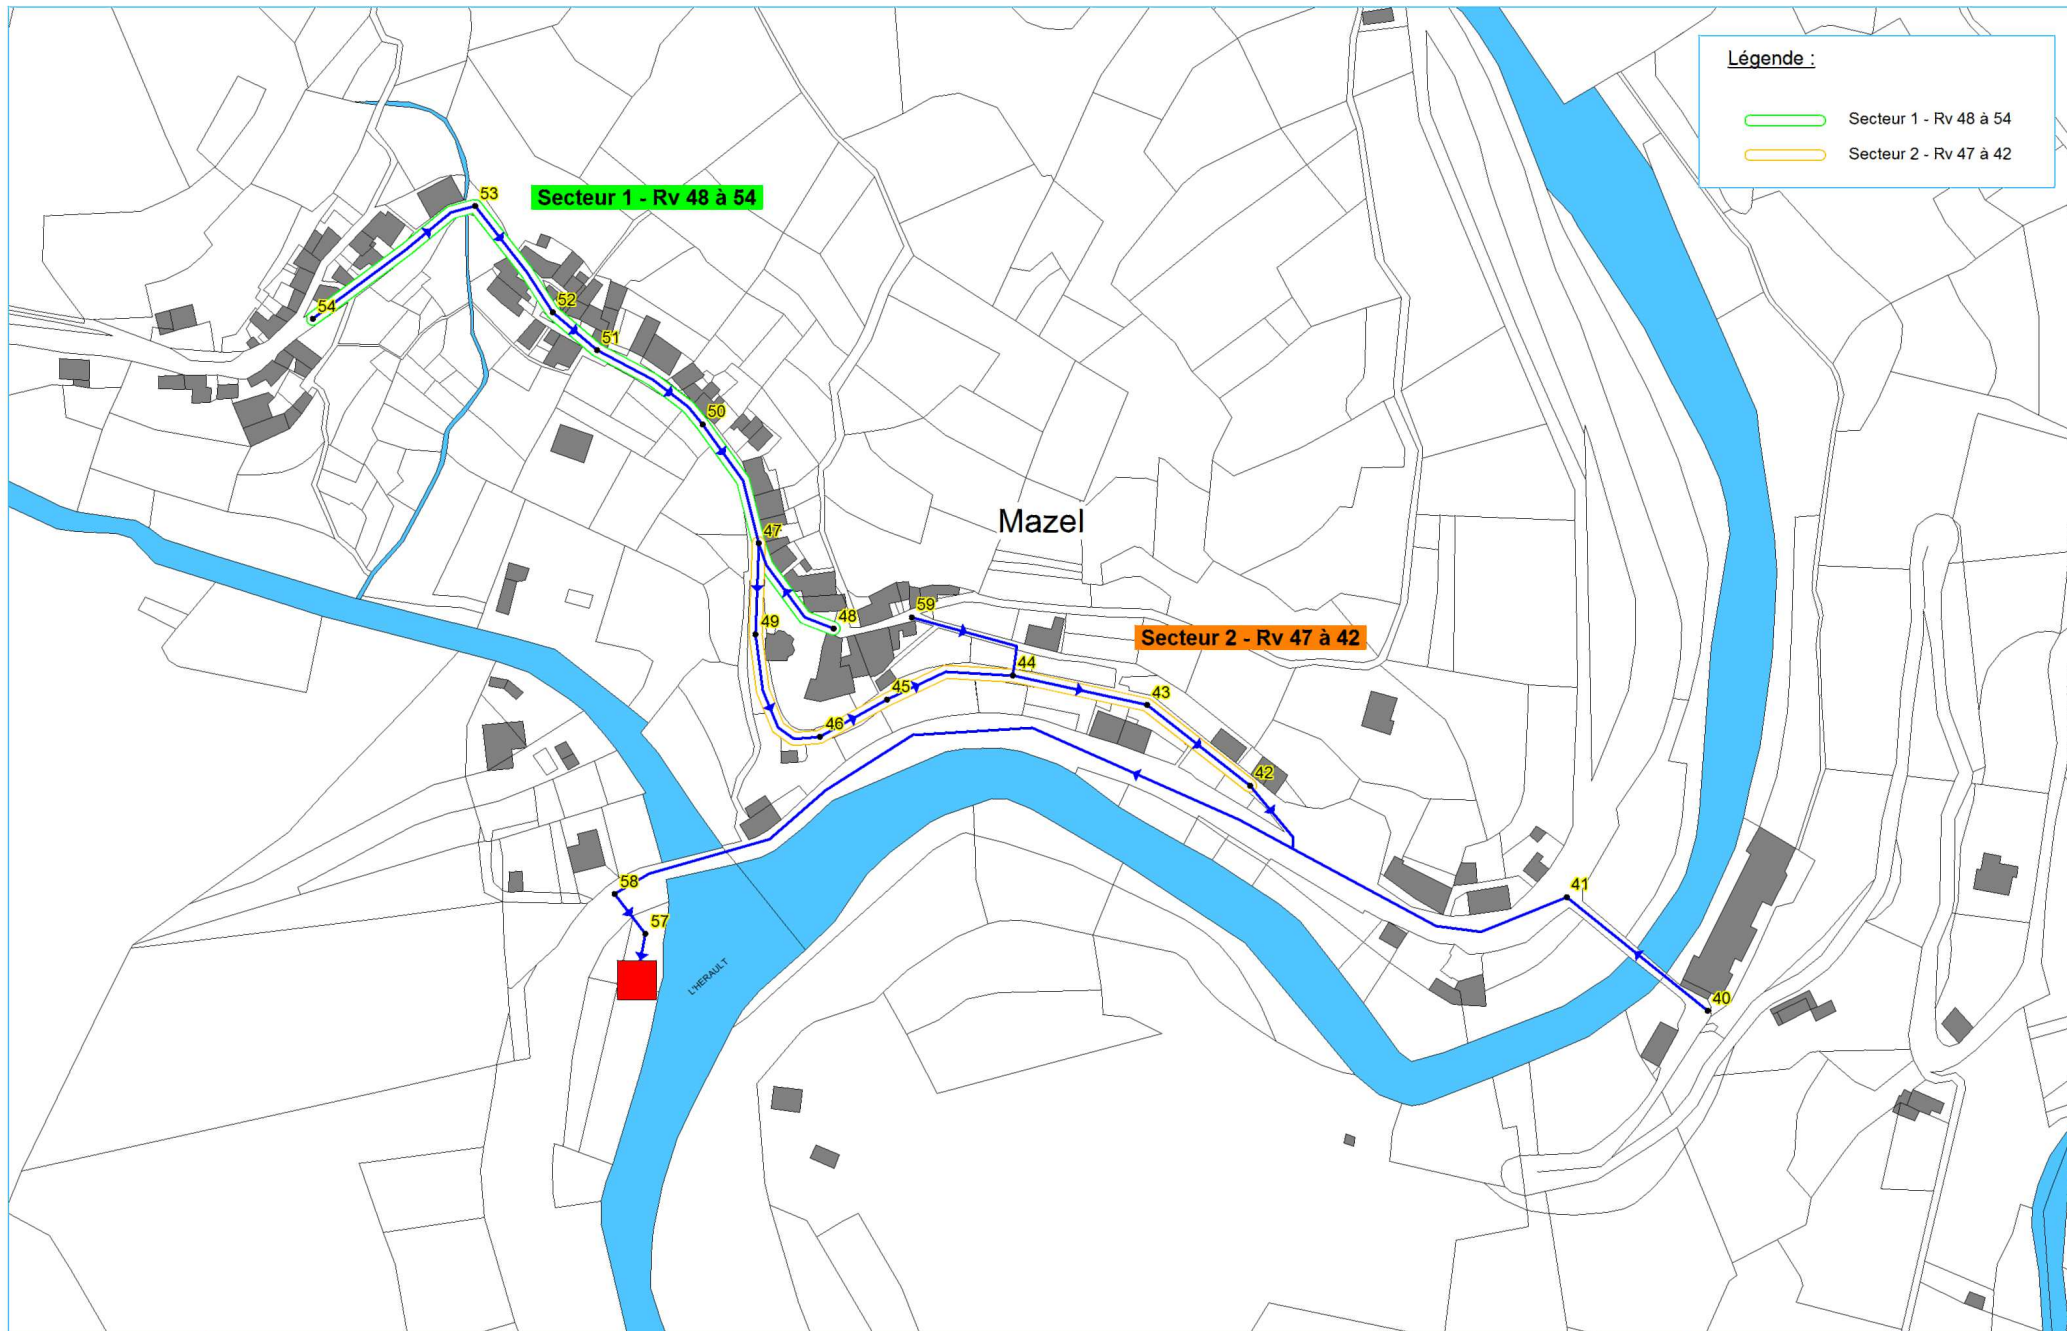 Légende :
Secteur 1 - Rv 48 à 54
Secteur 2 - Rv 47 à 42
53
Secteur 1 - Rv 48 à 54
54
52
51
50
Mazel
47
59
48
49
Secteur 2 - Rv 47 à 42
44
45
43
46
42
58
41
57
L'HERAULT
40